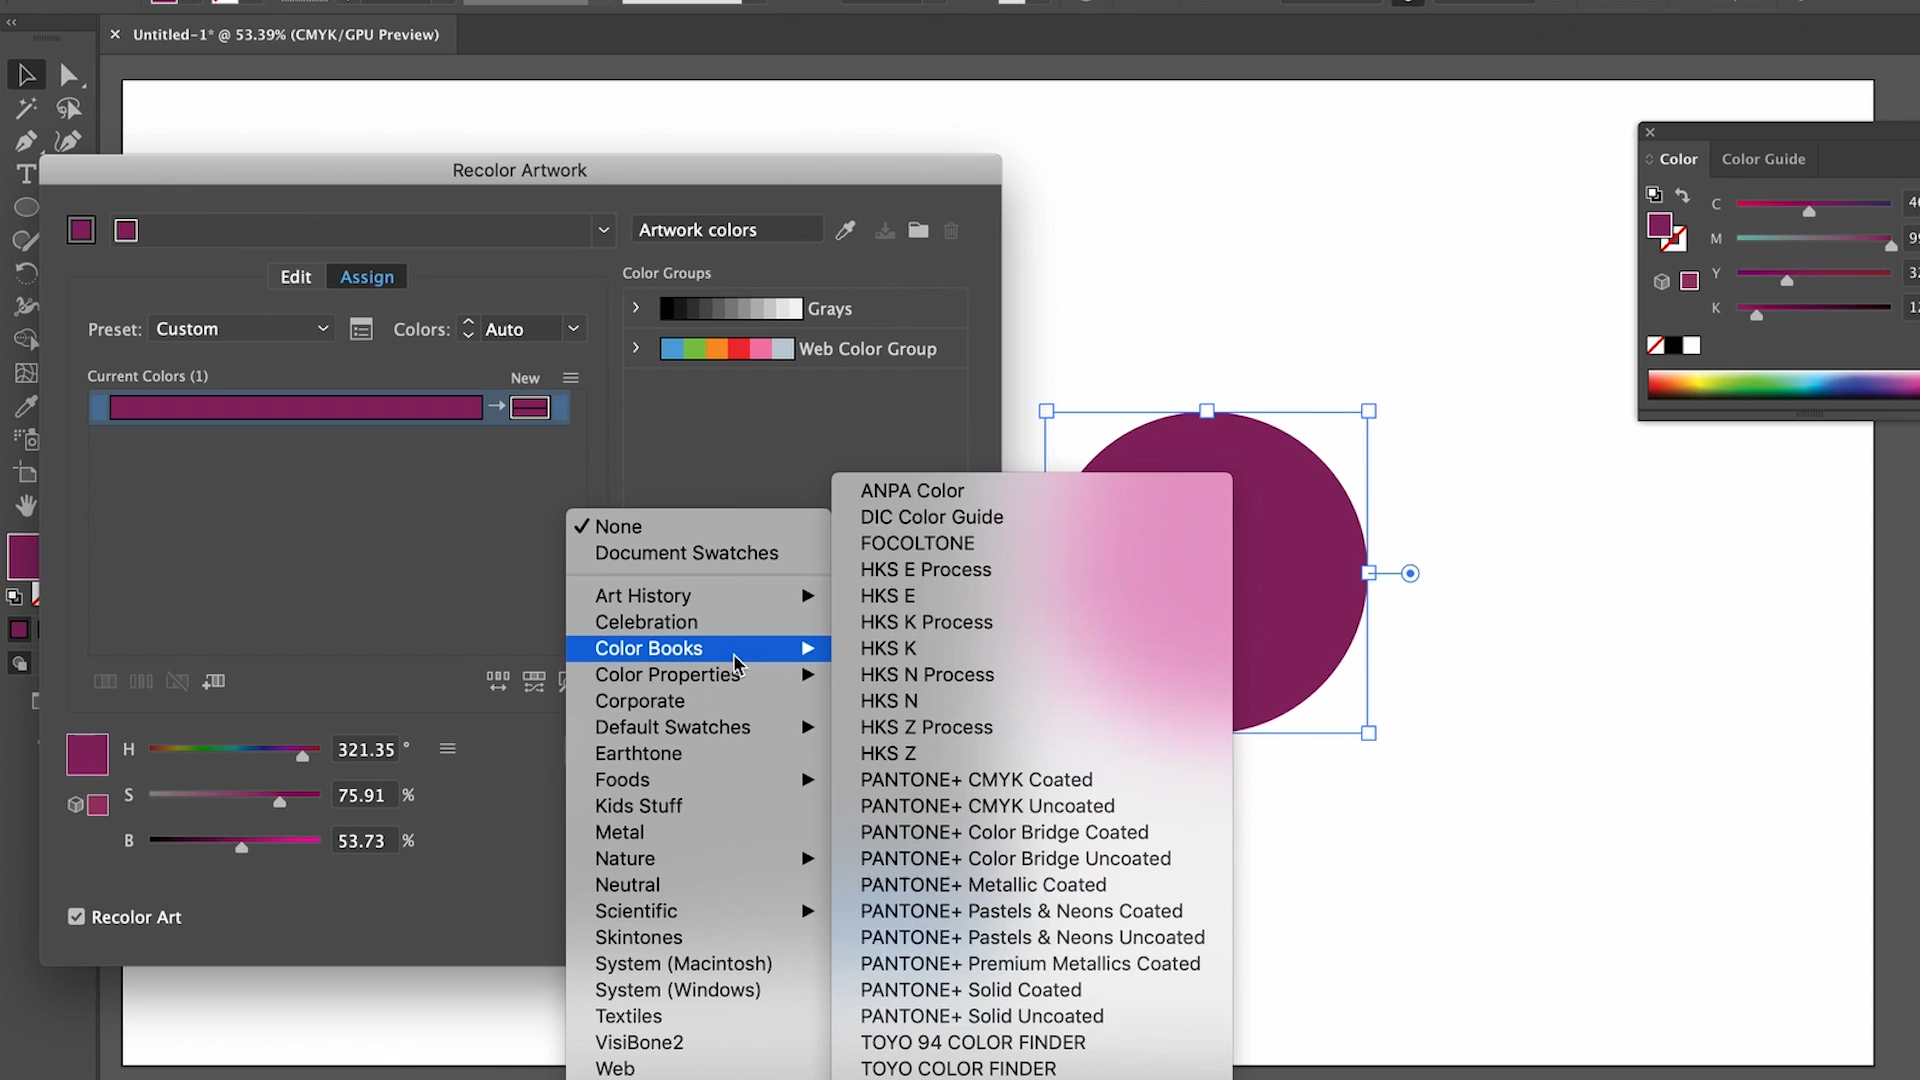 Untitled-1* @ 53.39% (CMYK/GPU Preview)
Recolor Artwork
Artwork colors
Edit Assign
Color Groups
Grays
Web Color Group
Preset: Custom Colors: Auto
Current Colors (1) New
H 321.35 °
S 75.91 %
B 53.73 %
Recolor Art
None
Document Swatches
Art History
Celebration
Color Books
Color Properties
Corporate
Default Swatches
Earthtone
Foods
Kids Stuff
Metal
Nature
Neutral
Scientific
Skintones
System (Macintosh)
System (Windows)
Textiles
VisiBone2
Web
ANPA Color
DIC Color Guide
FOCOLTONE
HKS E Process
HKS E
HKS K Process
HKS K
HKS N Process
HKS N
HKS Z Process
HKS Z
PANTONE+ CMYK Coated
PANTONE+ CMYK Uncoated
PANTONE+ Color Bridge Coated
PANTONE+ Color Bridge Uncoated
PANTONE+ Metallic Coated
PANTONE+ Pastels & Neons Coated
PANTONE+ Pastels & Neons Uncoated
PANTONE+ Premium Metallics Coated
PANTONE+ Solid Coated
PANTONE+ Solid Uncoated
TOYO 94 COLOR FINDER
TOYO COLOR FINDER
Color Color Guide
C
M
Y
K